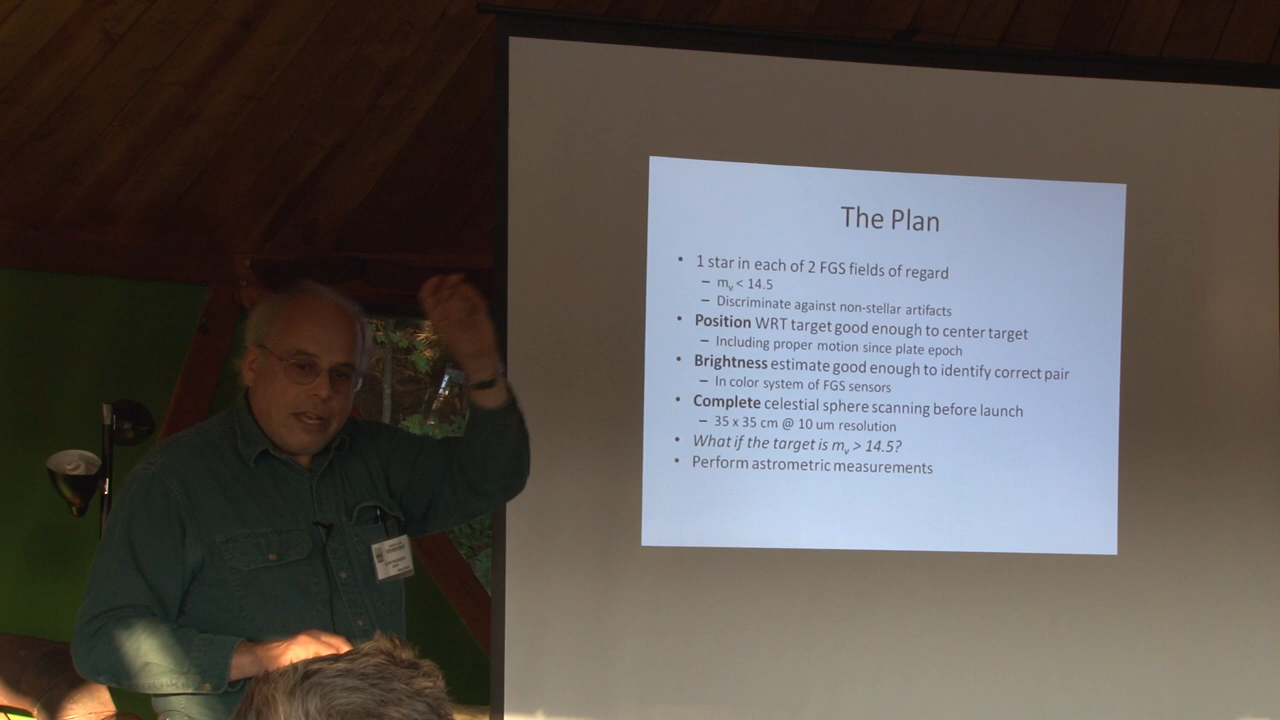 The Plan
• 1 star in each of 2 FGS fields of regard
– mᵥ < 14.5
– Discriminate against non-stellar artifacts
• Position WRT target good enough to center target
– Including proper motion since plate epoch
• Brightness estimate good enough to identify correct pair
– In color system of FGS sensors
• Complete celestial sphere scanning before launch
– 35 x 35 cm @ 10 um resolution
• What if the target is mᵥ > 14.5?
• Perform astrometric measurements